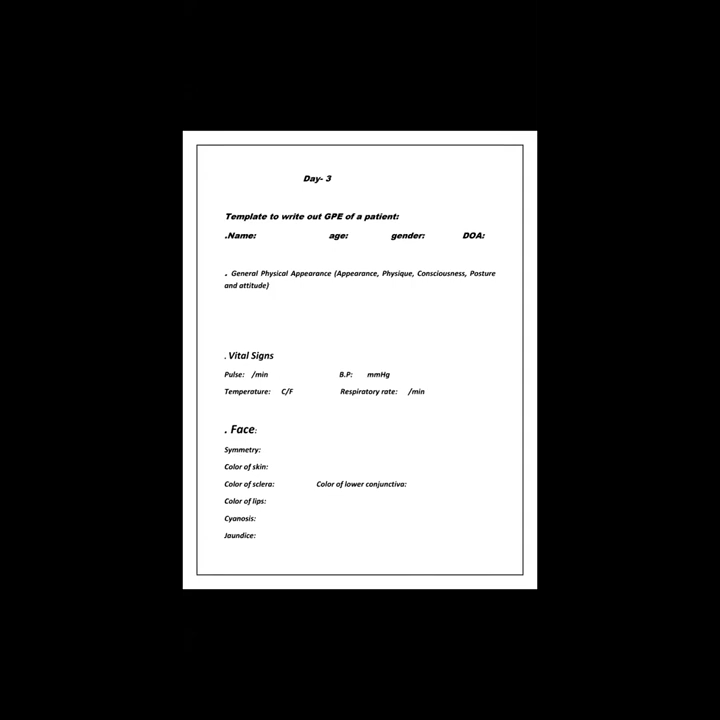 Day- 3
Template to write out GPE of a patient:
.Name: age: gender: DOA:
. General Physical Appearance (Appearance, Physique, Consciousness, Posture
and attitude)
. Vital Signs
Pulse: /min B.P: mmHg
Temperature: C/F Respiratory rate: /min
. Face:
Symmetry:
Color of skin:
Color of sclera: Color of lower conjunctiva:
Color of lips:
Cyanosis:
Jaundice: